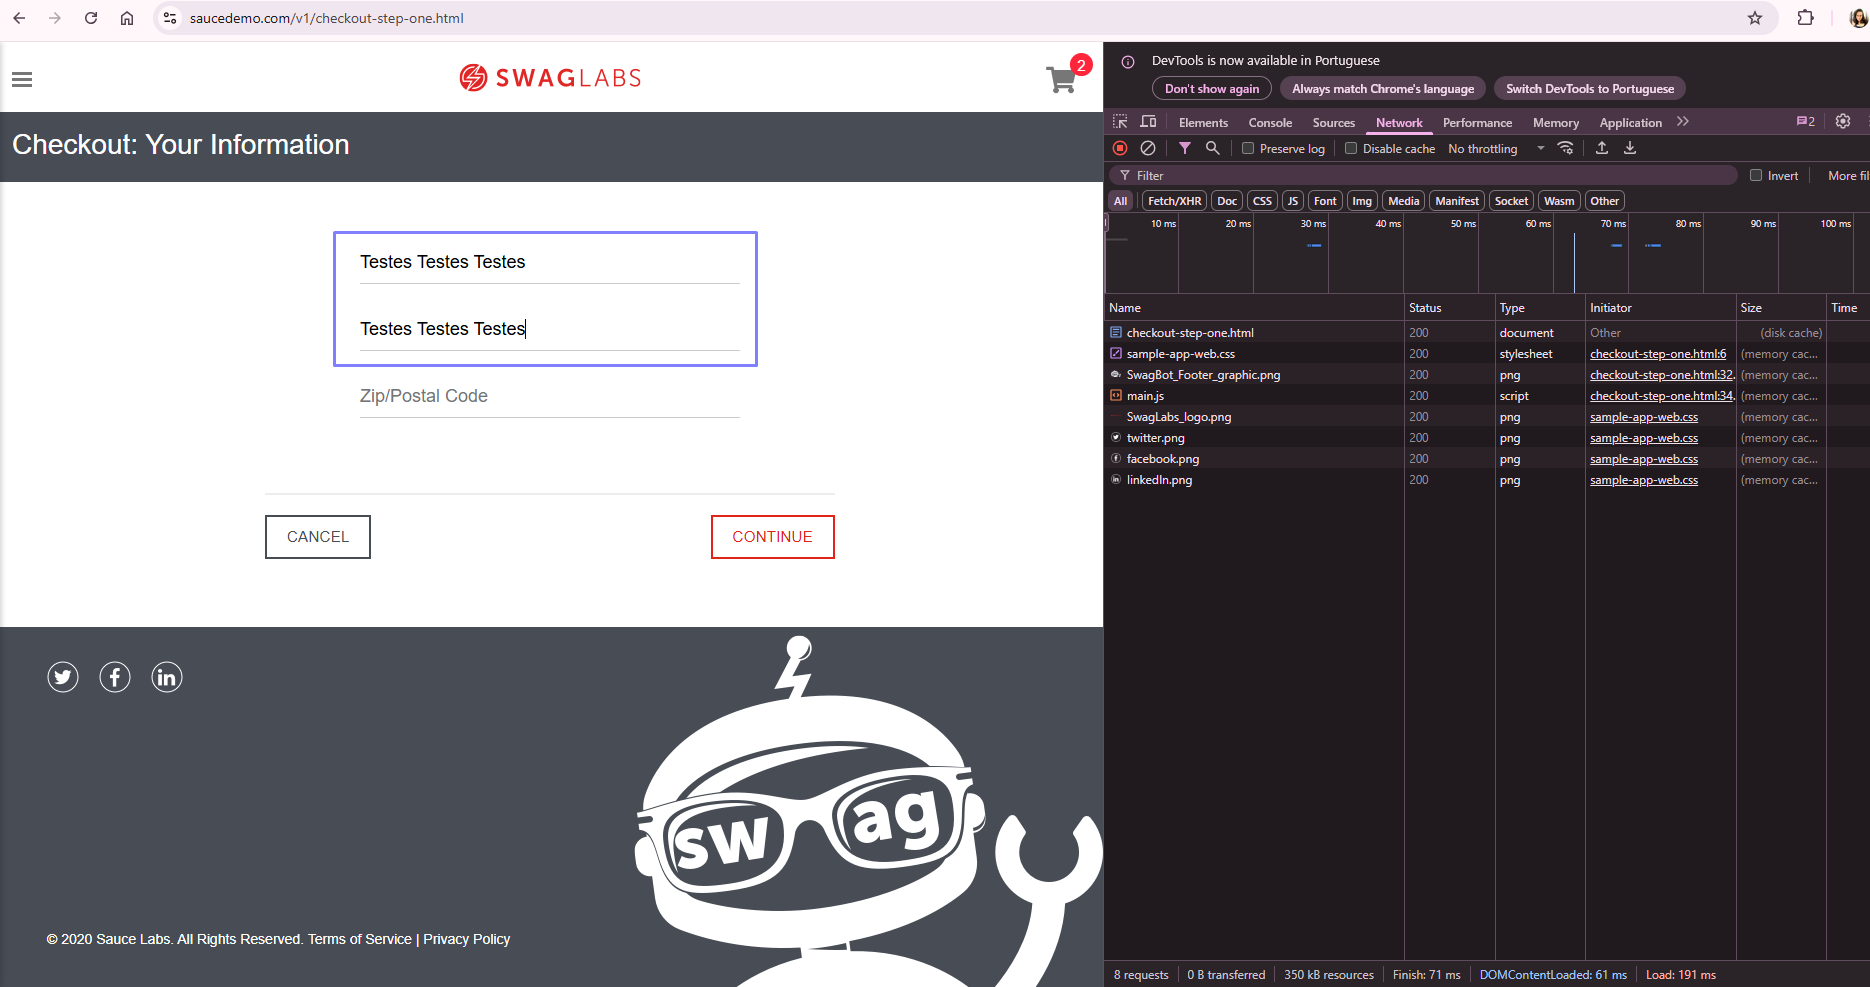 saucedemo.com/v1/checkout-step-one.html
SWAGLABS
2
Checkout: Your Information
Testes Testes Testes
Testes Testes Testes
Zip/Postal Code
CANCEL
CONTINUE
sw ag
© 2020 Sauce Labs. All Rights Reserved. Terms of Service | Privacy Policy
DevTools is now available in Portuguese
Don't show again Always match Chrome's language Switch DevTools to Portuguese
Elements Console Sources Network Performance Memory Application 2
Preserve log Disable cache No throttling
Filter Invert More fil
All Fetch/XHR Doc CSS JS Font Img Media Manifest Socket Wasm Other
10 ms 20 ms 30 ms 40 ms 50 ms 60 ms 70 ms 80 ms 90 ms 100 ms
Name Status Type Initiator Size Time
checkout-step-one.html 200 document Other (disk cache)
sample-app-web.css 200 stylesheet checkout-step-one.html:6 (memory cac...
SwagBot_Footer_graphic.png 200 png checkout-step-one.html:32. (memory cac...
main.js 200 script checkout-step-one.html:34. (memory cac...
SwagLabs_logo.png 200 png sample-app-web.css (memory cac...
twitter.png 200 png sample-app-web.css (memory cac...
facebook.png 200 png sample-app-web.css (memory cac...
linkedIn.png 200 png sample-app-web.css (memory cac...
8 requests 0 B transferred 350 kB resources Finish: 71 ms DOMContentLoaded: 61 ms Load: 191 ms